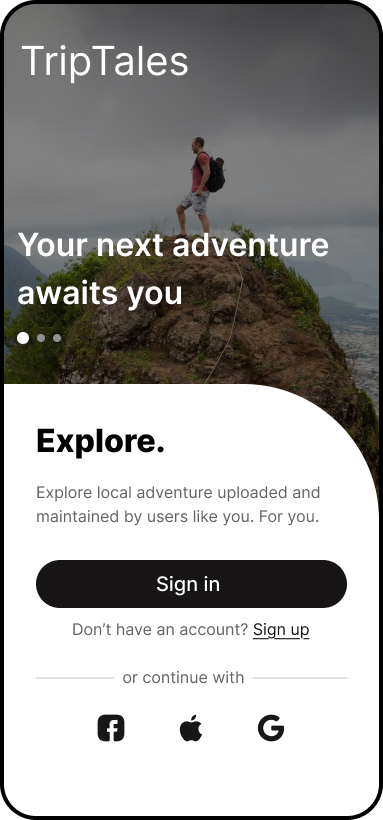 TripTales
Your next adventure
awaits you
Explore.
Explore local adventure uploaded and
maintained by users like you. For you.
Sign in
Don’t have an account? Sign up
or continue with